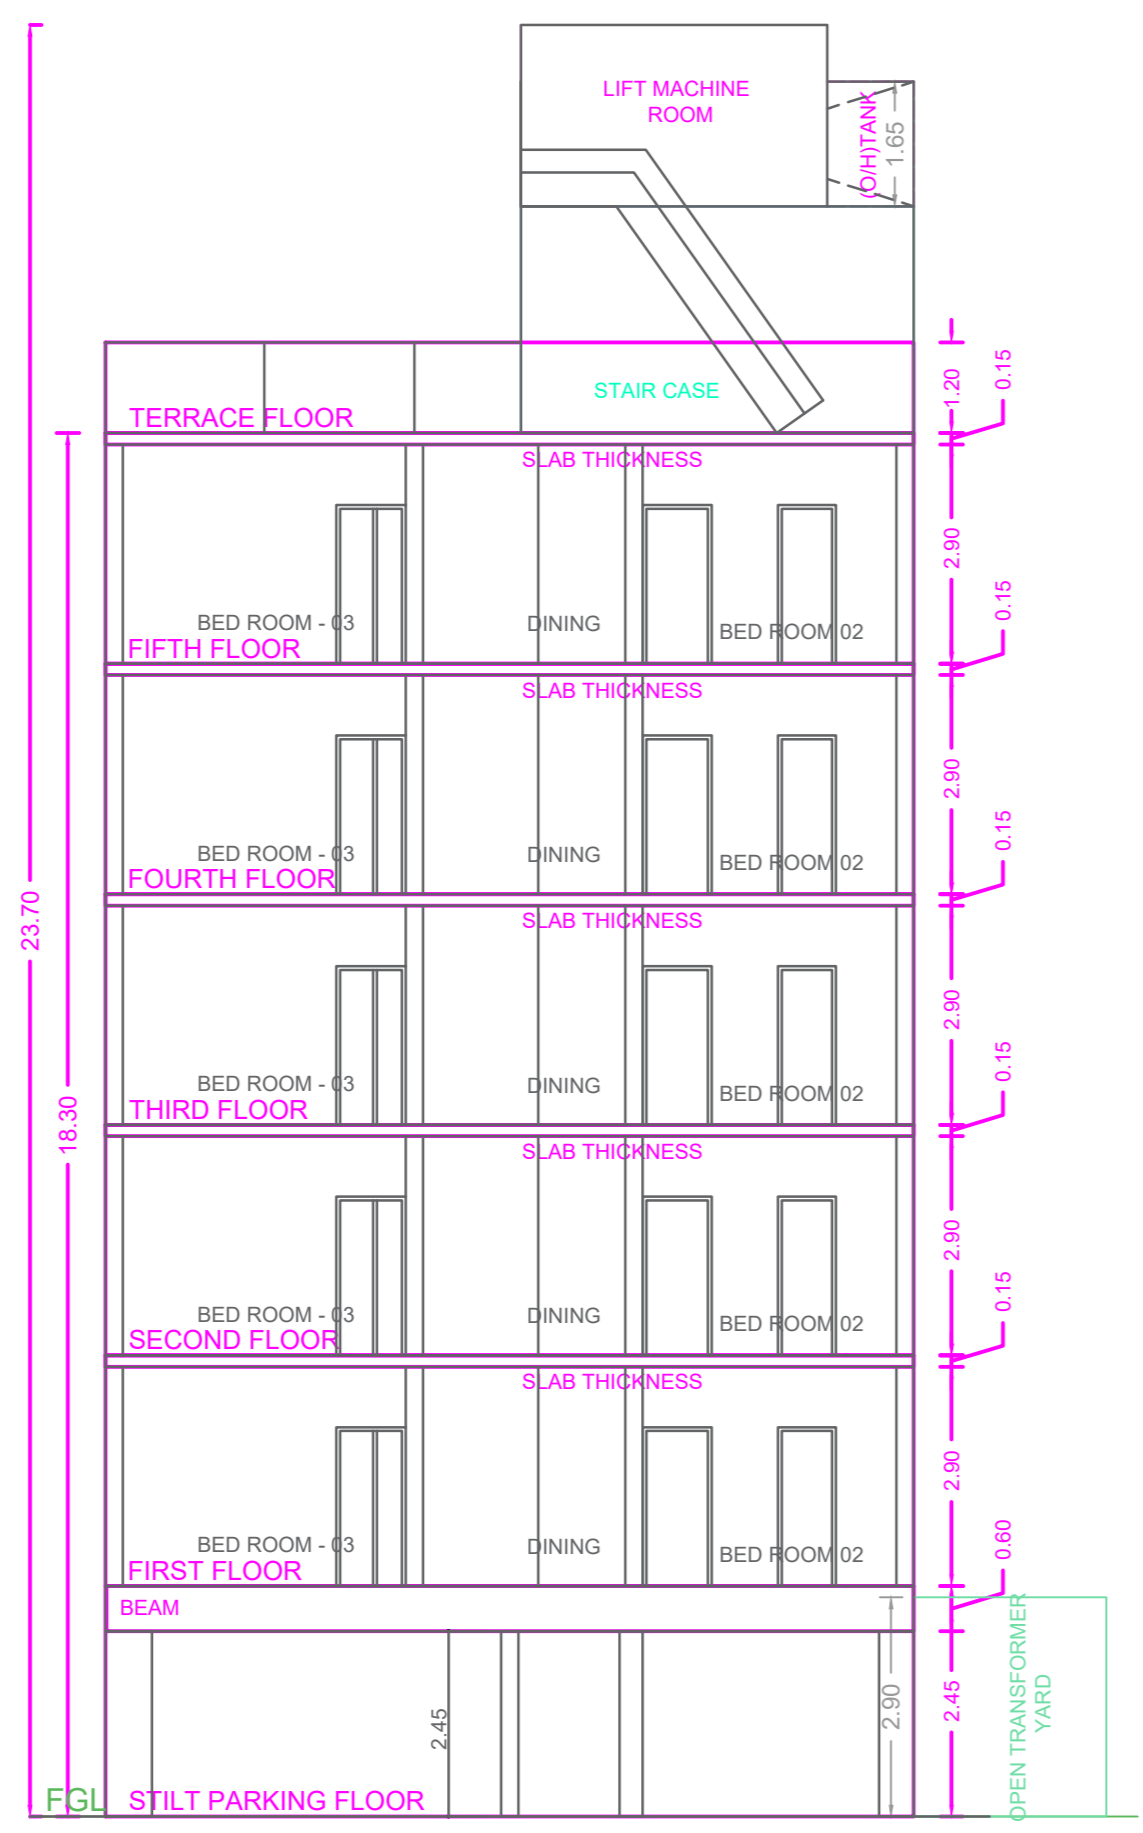 LIFT MACHINE
ROOM
(O/H)TANK
1.65
1.20
0.15
STAIR CASE
TERRACE FLOOR
SLAB THICKNESS
2.90
0.15
BED ROOM - 03
DINING
BED ROOM 02
FIFTH FLOOR
SLAB THICKNESS
2.90
0.15
BED ROOM - 03
DINING
BED ROOM 02
FOURTH FLOOR
23.70
SLAB THICKNESS
2.90
0.15
BED ROOM - 03
DINING
BED ROOM 02
THIRD FLOOR
18.30
SLAB THICKNESS
2.90
0.15
BED ROOM - 03
DINING
BED ROOM 02
SECOND FLOOR
SLAB THICKNESS
2.90
0.60
BED ROOM - 03
DINING
BED ROOM 02
FIRST FLOOR
BEAM
2.45
2.90
2.45
OPEN TRANSFORMER
YARD
FGL
STILT PARKING FLOOR